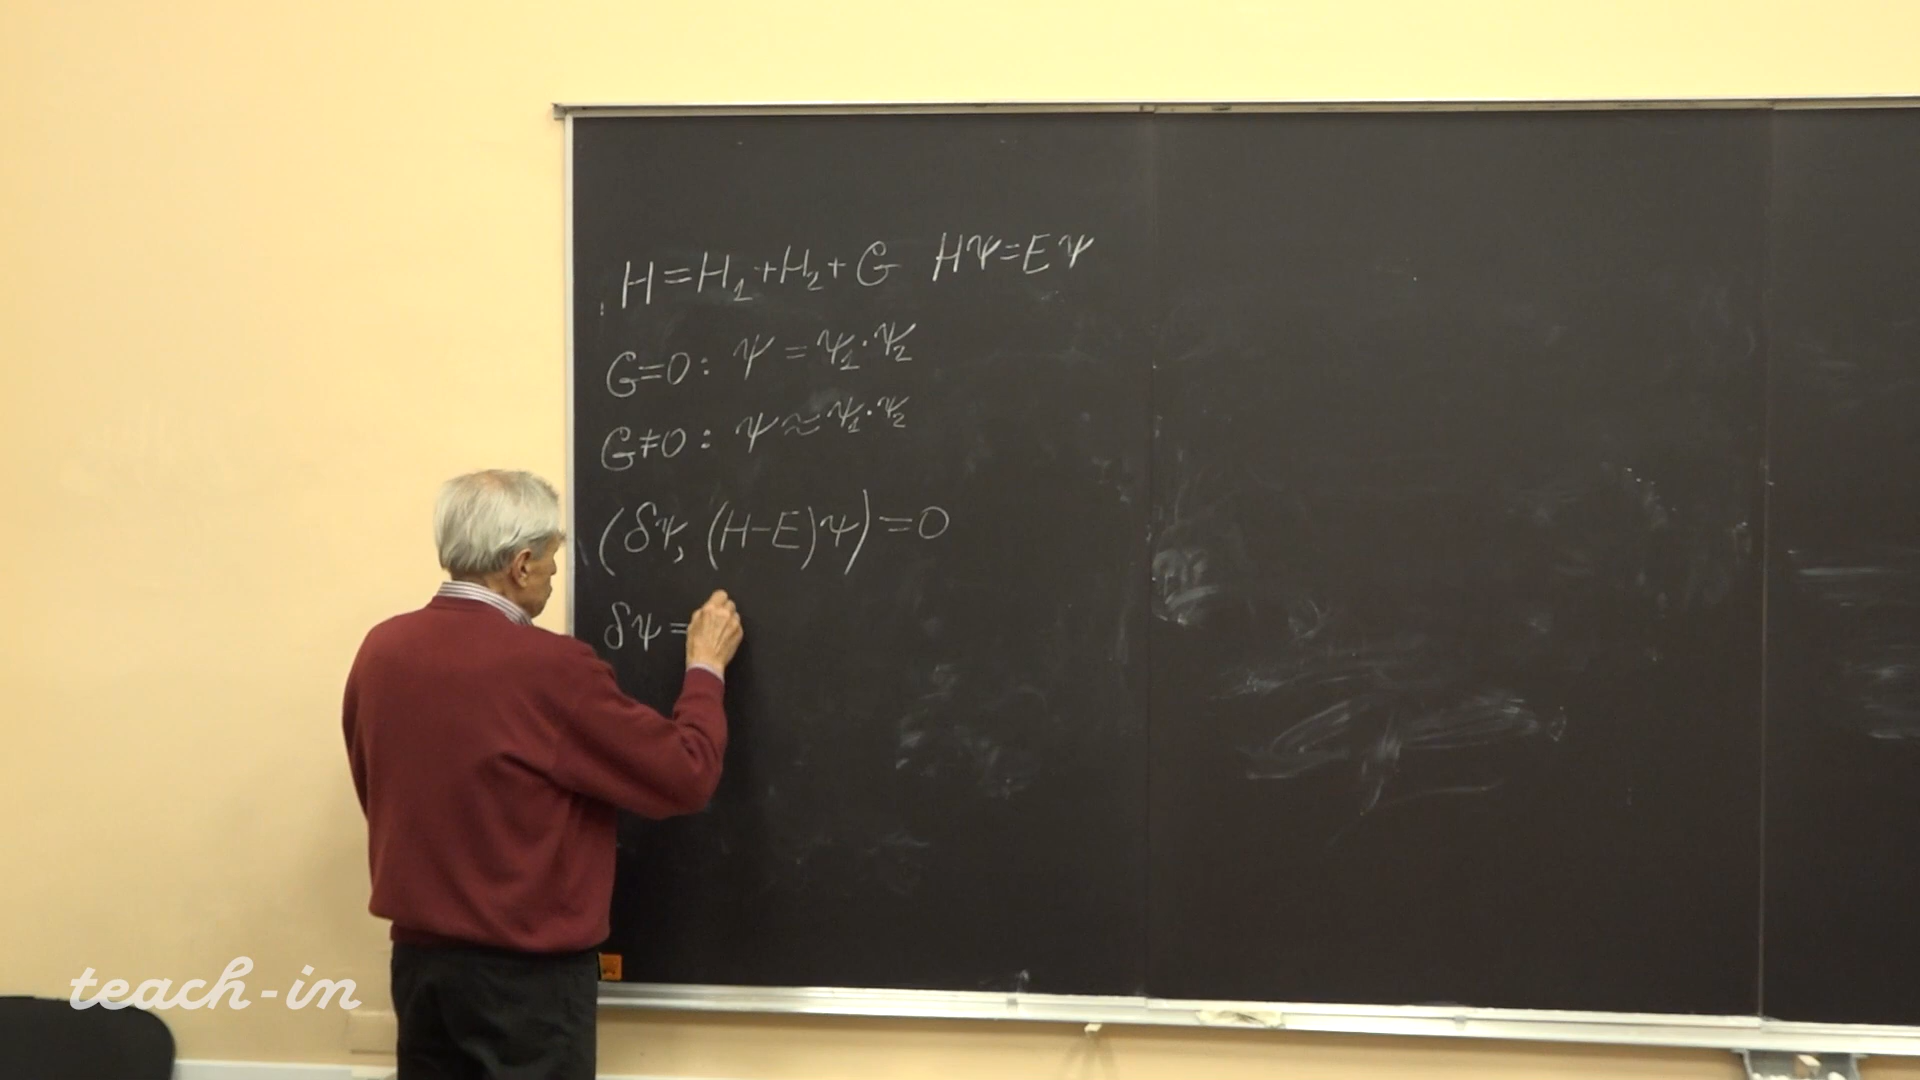 H = H₁ + H₂ + G HΨ = EΨ
G = 0 : Ψ = Ψ₁ · Ψ₂
G ≠ 0 : Ψ ≈ Ψ₁ · Ψ₂
(δΨ, (H − E)Ψ) = 0
δΨ =
teach-in